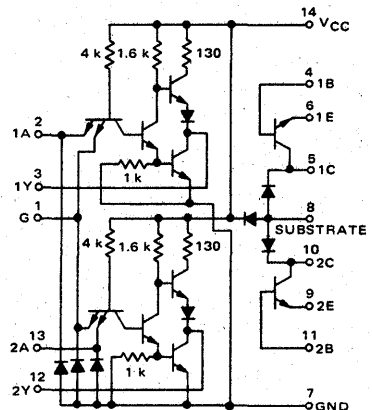 14
VCC
4 k 1.6 k 130
4
1B
6
1E
2
1A
5
1C
3
1Y
1 k
1
G
8
SUBSTRATE
4 k 1.6 k 130
10
2C
9
2E
13
2A
11
2B
12
2Y
1 k
7
GND